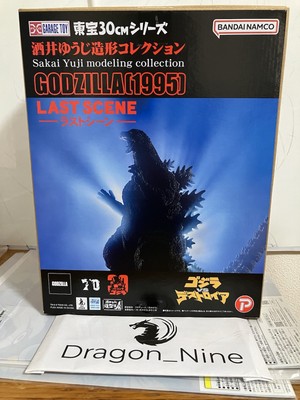 GARAGE TOY
東宝30cmシリーズ
BANDAI NAMCO
酒井ゆうじ造形コレクション
Sakai Yuji modeling collection
GODZILLA(1995)
LAST SCENE
ラストシーン
GODZILLA
ゴジラ
VS
デストロイア
Dragon_Nine